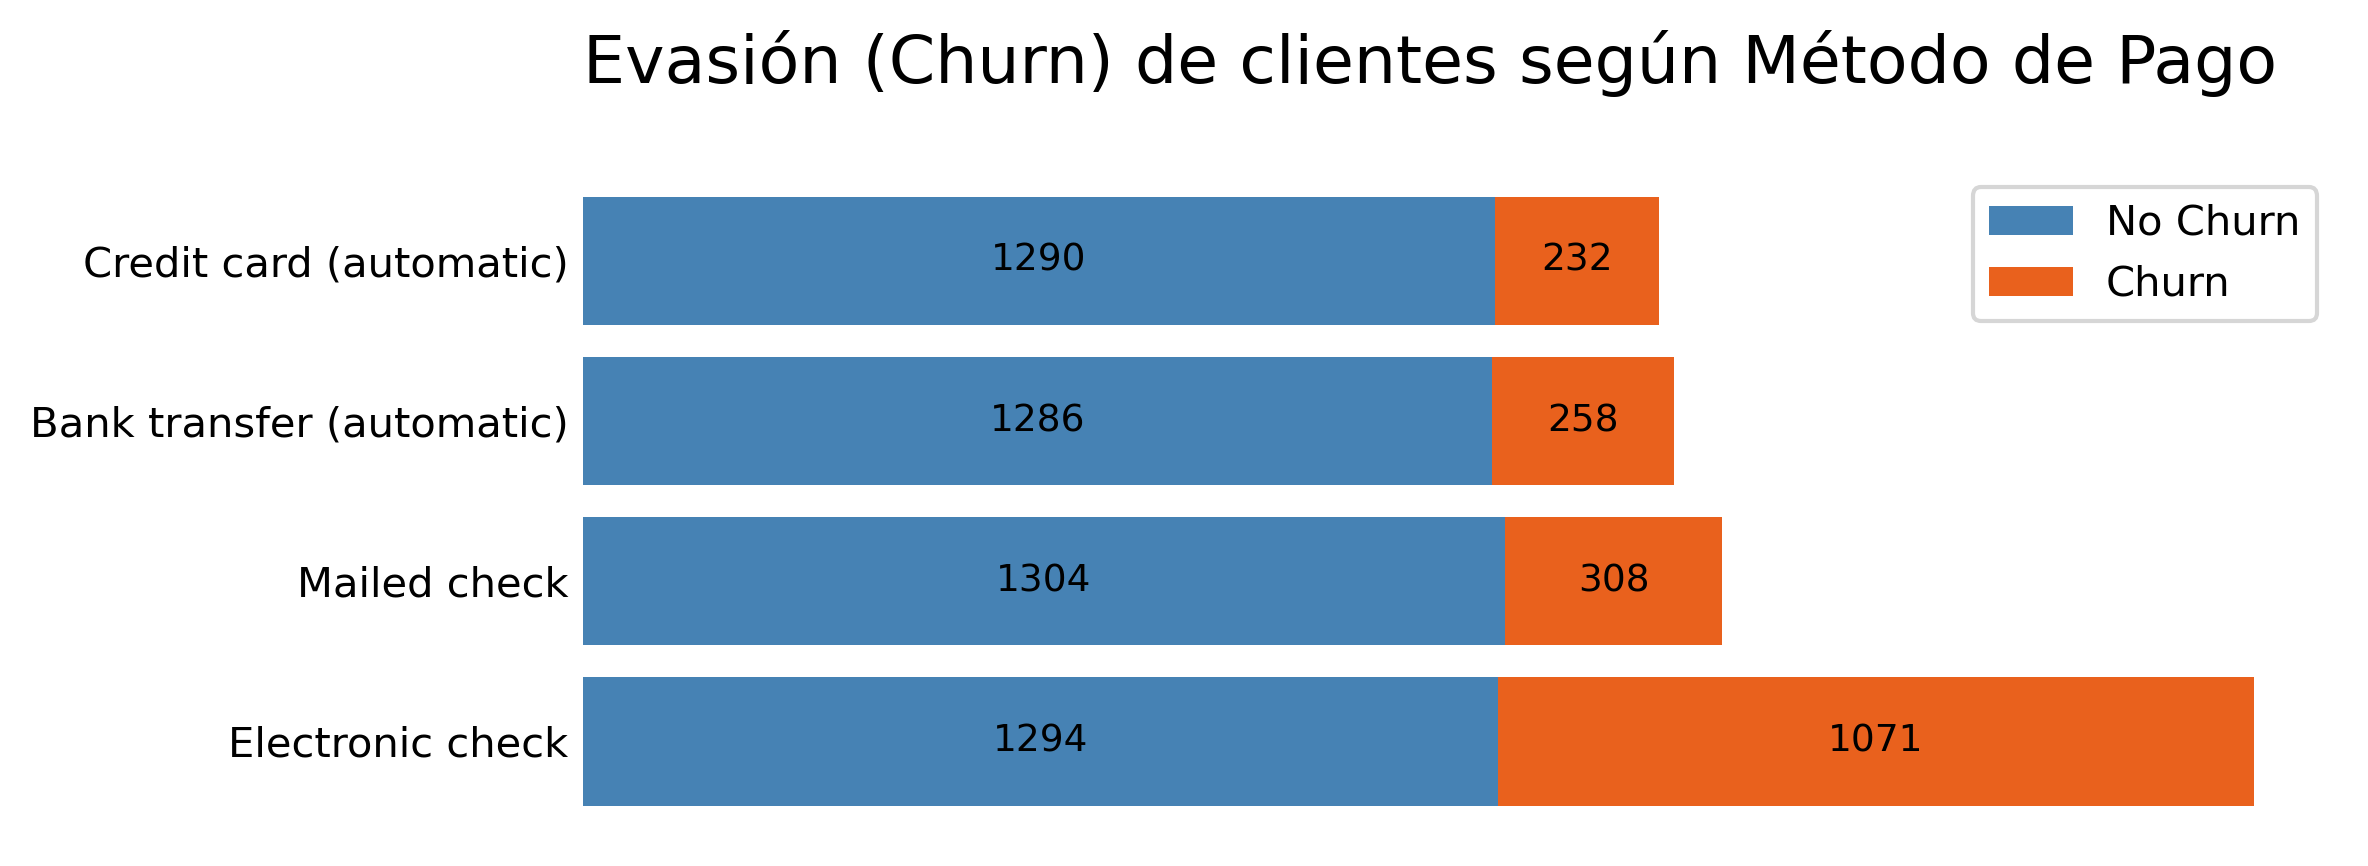 Evasión (Churn) de clientes según Método de Pago
No Churn
Churn
Credit card (automatic) 1290 232
Bank transfer (automatic) 1286 258
Mailed check 1304 308
Electronic check 1294 1071